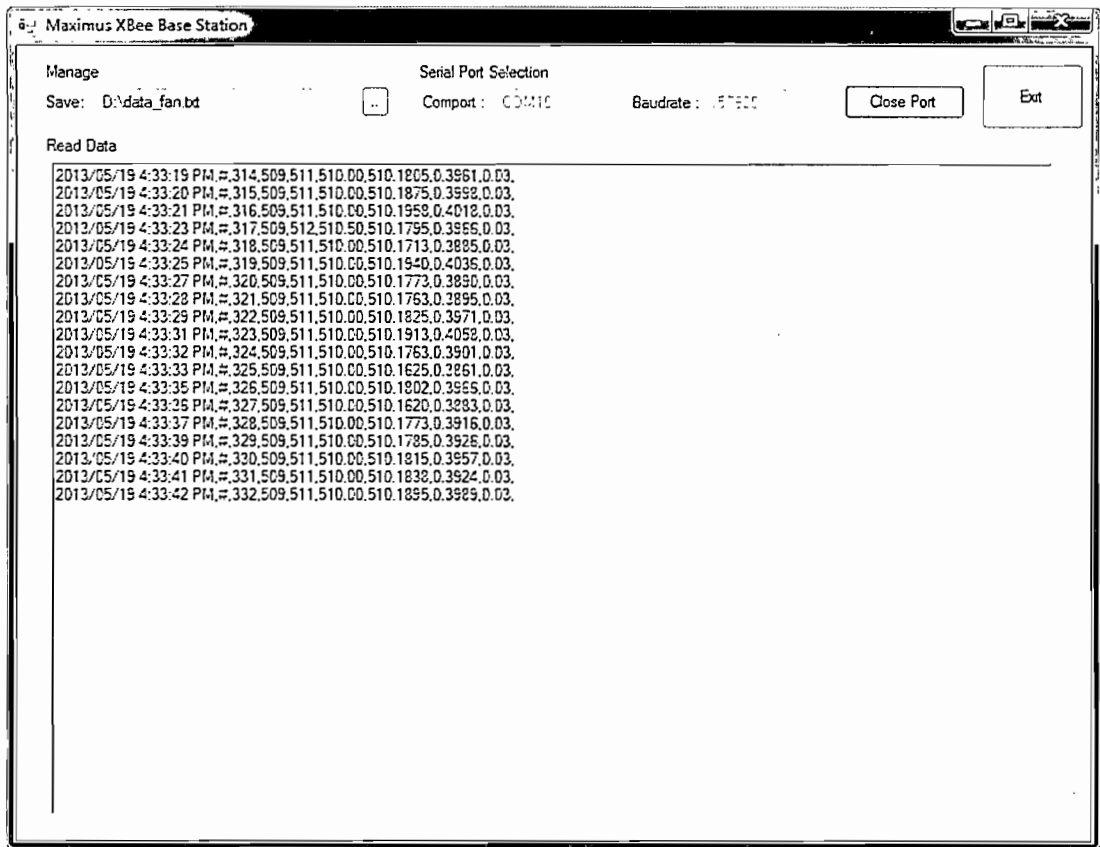 Maximus XBee Base Station
Manage
Serial Port Selection
Save: D:\data_fan.txt
..
Comport :
Baudrate :
Close Port
Exit
Read Data
2013/05/19 4:33:19 PM,#,314,509,511,510.00,510.1805,0.3961,0.03,
2013/05/19 4:33:20 PM,#,315,509,511,510.00,510.1875,0.3998,0.03,
2013/05/19 4:33:21 PM,#,316,509,511,510.00,510.1958,0.4018,0.03,
2013/05/19 4:33:23 PM,#,317,509,512,510.50,510.1795,0.3966,0.03,
2013/05/19 4:33:24 PM,#,318,509,511,510.00,510.1713,0.3885,0.03,
2013/05/19 4:33:25 PM,#,319,509,511,510.00,510.1940,0.4036,0.03,
2013/05/19 4:33:27 PM,#,320,509,511,510.00,510.1773,0.3890,0.03,
2013/05/19 4:33:28 PM,#,321,509,511,510.00,510.1763,0.3895,0.03,
2013/05/19 4:33:29 PM,#,322,509,511,510.00,510.1825,0.3971,0.03,
2013/05/19 4:33:31 PM,#,323,509,511,510.00,510.1913,0.4058,0.03,
2013/05/19 4:33:32 PM,#,324,509,511,510.00,510.1763,0.3901,0.03,
2013/05/19 4:33:33 PM,#,325,509,511,510.00,510.1625,0.3861,0.03,
2013/05/19 4:33:35 PM,#,326,509,511,510.00,510.1802,0.3966,0.03,
2013/05/19 4:33:36 PM,#,327,509,511,510.00,510.1620,0.3883,0.03,
2013/05/19 4:33:37 PM,#,328,509,511,510.00,510.1773,0.3916,0.03,
2013/05/19 4:33:39 PM,#,329,509,511,510.00,510.1785,0.3926,0.03,
2013/05/19 4:33:40 PM,#,330,509,511,510.00,510.1815,0.3957,0.03,
2013/05/19 4:33:41 PM,#,331,509,511,510.00,510.1838,0.3924,0.03,
2013/05/19 4:33:42 PM,#,332,509,511,510.00,510.1895,0.3989,0.03,